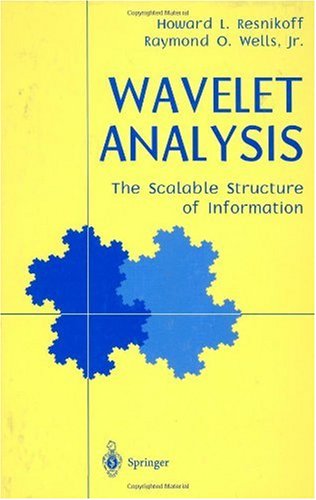 Howard L. Resnikoff
Raymond O. Wells, Jr.
WAVELET
ANALYSIS
The Scalable Structure
of Information
Springer